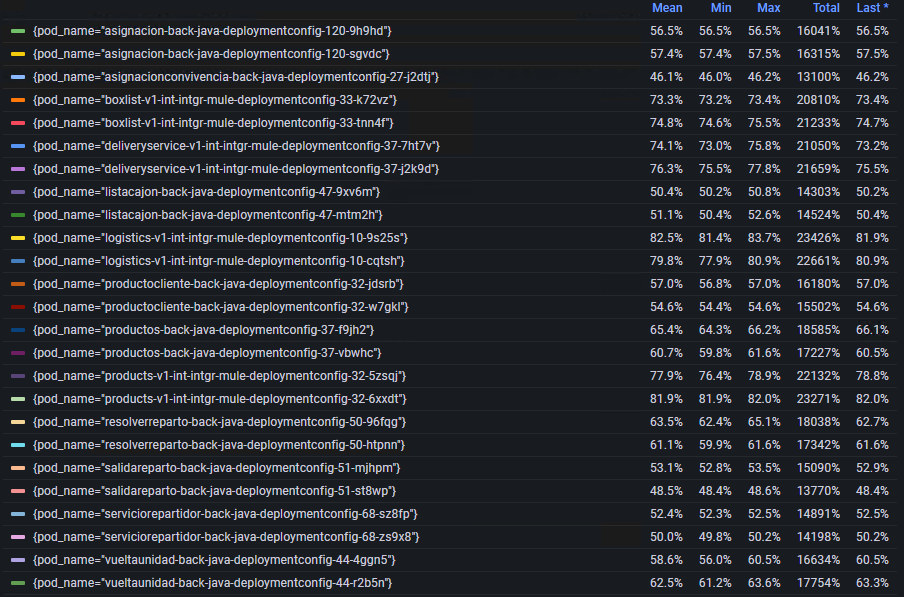 Mean Min Max Total Last *
{pod_name="asignacion-back-java-deploymentconfig-120-9h9hd"} 56.5% 56.5% 56.5% 16041% 56.5%
{pod_name="asignacion-back-java-deploymentconfig-120-sgvdc"} 57.4% 57.4% 57.5% 16315% 57.5%
{pod_name="asignacionconvivencia-back-java-deploymentconfig-27-j2dtj"} 46.1% 46.0% 46.2% 13100% 46.2%
{pod_name="boxlist-v1-int-intgr-mule-deploymentconfig-33-k72vz"} 73.3% 73.2% 73.4% 20810% 73.4%
{pod_name="boxlist-v1-int-intgr-mule-deploymentconfig-33-tnn4f"} 74.8% 74.6% 75.5% 21233% 74.7%
{pod_name="deliveryservice-v1-int-intgr-mule-deploymentconfig-37-7ht7v"} 74.1% 73.0% 75.8% 21050% 73.2%
{pod_name="deliveryservice-v1-int-intgr-mule-deploymentconfig-37-j2k9d"} 76.3% 75.5% 77.8% 21659% 75.5%
{pod_name="listacajon-back-java-deploymentconfig-47-9xv6m"} 50.4% 50.2% 50.8% 14303% 50.2%
{pod_name="listacajon-back-java-deploymentconfig-47-mtm2h"} 51.1% 50.4% 52.6% 14524% 50.4%
{pod_name="logistics-v1-int-intgr-mule-deploymentconfig-10-9s25s"} 82.5% 81.4% 83.7% 23426% 81.9%
{pod_name="logistics-v1-int-intgr-mule-deploymentconfig-10-cqtsh"} 79.8% 77.9% 80.9% 22661% 80.9%
{pod_name="productocliente-back-java-deploymentconfig-32-jdsrb"} 57.0% 56.8% 57.0% 16180% 57.0%
{pod_name="productocliente-back-java-deploymentconfig-32-w7gkl"} 54.6% 54.4% 54.6% 15502% 54.6%
{pod_name="productos-back-java-deploymentconfig-37-f9jh2"} 65.4% 64.3% 66.2% 18585% 66.1%
{pod_name="productos-back-java-deploymentconfig-37-vbwhc"} 60.7% 59.8% 61.6% 17227% 60.5%
{pod_name="products-v1-int-intgr-mule-deploymentconfig-32-5zsqj"} 77.9% 76.4% 78.9% 22132% 78.8%
{pod_name="products-v1-int-intgr-mule-deploymentconfig-32-6xxdt"} 81.9% 81.9% 82.0% 23271% 82.0%
{pod_name="resolverreparto-back-java-deploymentconfig-50-96fqg"} 63.5% 62.4% 65.1% 18038% 62.7%
{pod_name="resolverreparto-back-java-deploymentconfig-50-htpnn"} 61.1% 59.9% 61.6% 17342% 61.6%
{pod_name="salidareparto-back-java-deploymentconfig-51-mjhpm"} 53.1% 52.8% 53.5% 15090% 52.9%
{pod_name="salidareparto-back-java-deploymentconfig-51-st8wp"} 48.5% 48.4% 48.6% 13770% 48.4%
{pod_name="serviciorepartidor-back-java-deploymentconfig-68-sz8fp"} 52.4% 52.3% 52.5% 14891% 52.5%
{pod_name="serviciorepartidor-back-java-deploymentconfig-68-zs9x8"} 50.0% 49.8% 50.2% 14198% 50.2%
{pod_name="vueltaunidad-back-java-deploymentconfig-44-4ggn5"} 58.6% 56.0% 60.5% 16634% 60.5%
{pod_name="vueltaunidad-back-java-deploymentconfig-44-r2b5n"} 62.5% 61.2% 63.6% 17754% 63.3%